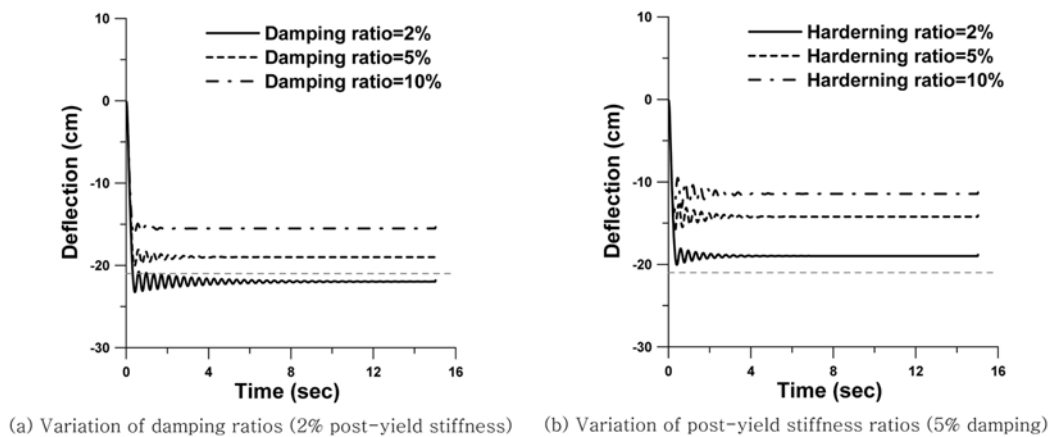 10
0
-10
-20
-30
Deflection (cm)
Damping ratio=2%
Damping ratio=5%
Damping ratio=10%
0 4 8 12 16
Time (sec)
(a) Variation of damping ratios (2% post-yield stiffness)
10
0
-10
-20
-30
Deflection (cm)
Harderning ratio=2%
Harderning ratio=5%
Harderning ratio=10%
0 4 8 12 16
Time (sec)
(b) Variation of post-yield stiffness ratios (5% damping)